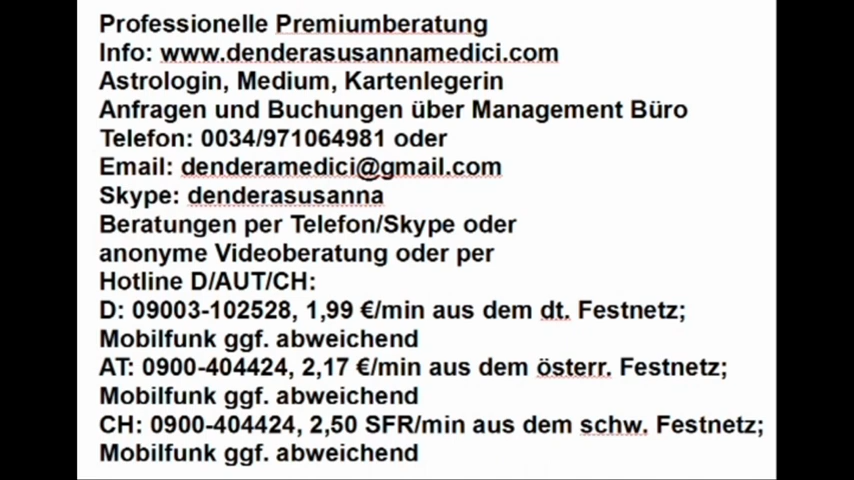 Professionelle Premiumberatung
Info: www.denderasusannamedici.com
Astrologin, Medium, Kartenlegerin
Anfragen und Buchungen über Management Büro
Telefon: 0034/971064981 oder
Email: denderamedici@gmail.com
Skype: denderasusanna
Beratungen per Telefon/Skype oder
anonyme Videoberatung oder per
Hotline D/AUT/CH:
D: 09003-102528, 1,99 €/min aus dem dt. Festnetz;
Mobilfunk ggf. abweichend
AT: 0900-404424, 2,17 €/min aus dem österr. Festnetz;
Mobilfunk ggf. abweichend
CH: 0900-404424, 2,50 SFR/min aus dem schw. Festnetz;
Mobilfunk ggf. abweichend